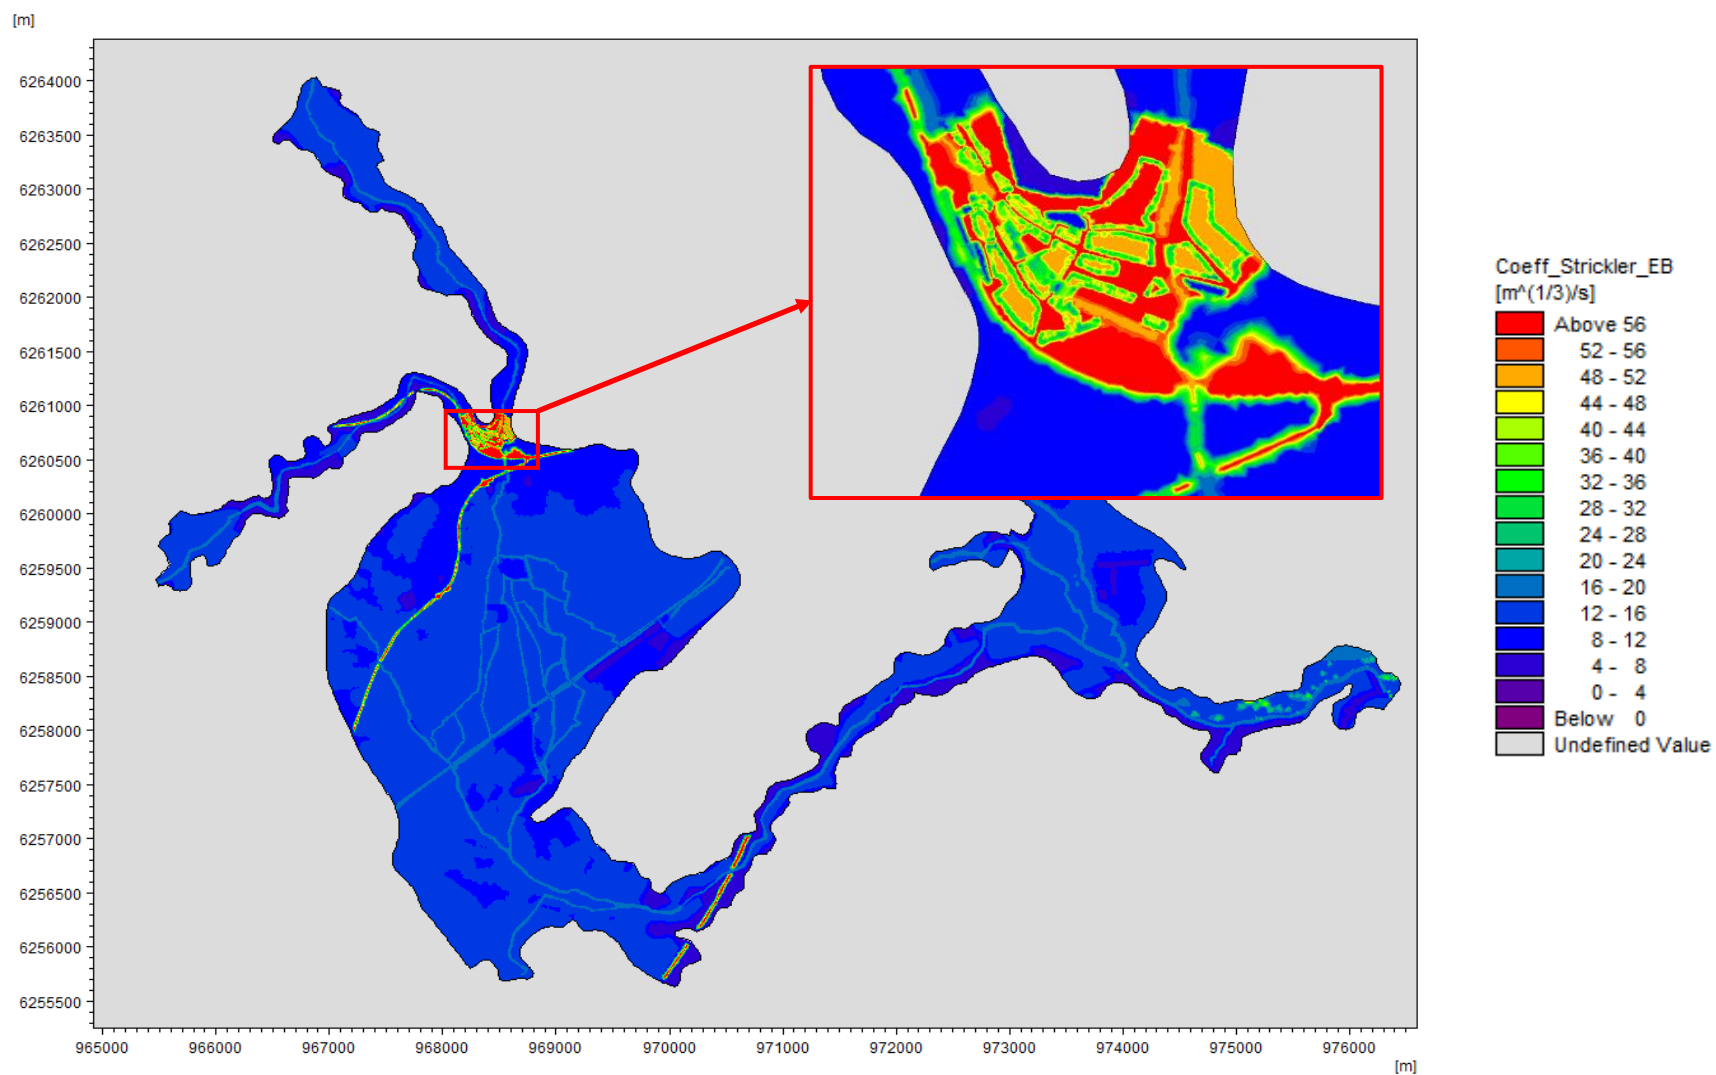 [m]
6264000
6263500
6263000
6262500
6262000
6261500
6261000
6260500
6260000
6259500
6259000
6258500
6258000
6257500
6257000
6256500
6256000
6255500
965000 966000 967000 968000 969000 970000 971000 972000 973000 974000 975000 976000
[m]
Coeff_Strickler_EB
[m^(1/3)/s]
Above 56
52 - 56
48 - 52
44 - 48
40 - 44
36 - 40
32 - 36
28 - 32
24 - 28
20 - 24
16 - 20
12 - 16
8 - 12
4 - 8
0 - 4
Below 0
Undefined Value